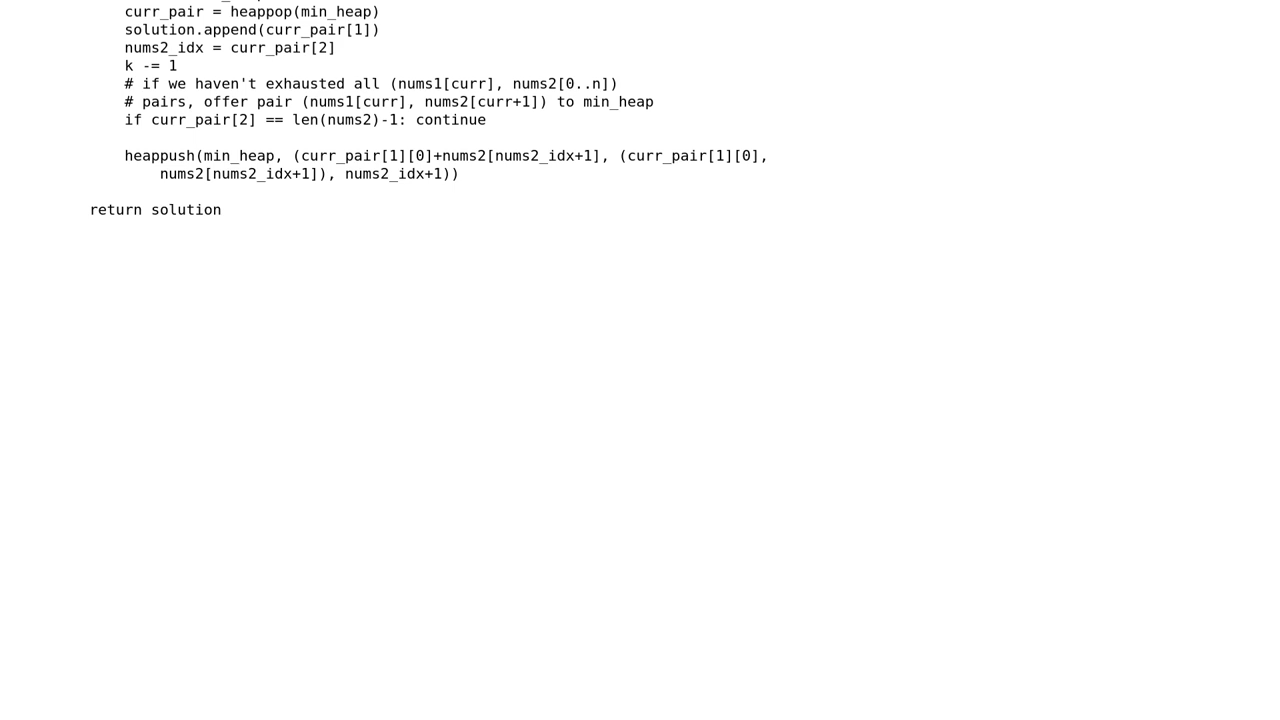 curr_pair = heappop(min_heap)
solution.append(curr_pair[1])
nums2_idx = curr_pair[2]
k -= 1
# if we haven't exhausted all (nums1[curr], nums2[0..n])
# pairs, offer pair (nums1[curr], nums2[curr+1]) to min_heap
if curr_pair[2] == len(nums2)-1: continue
heappush(min_heap, (curr_pair[1][0]+nums2[nums2_idx+1], (curr_pair[1][0],
nums2[nums2_idx+1]), nums2_idx+1))
return solution